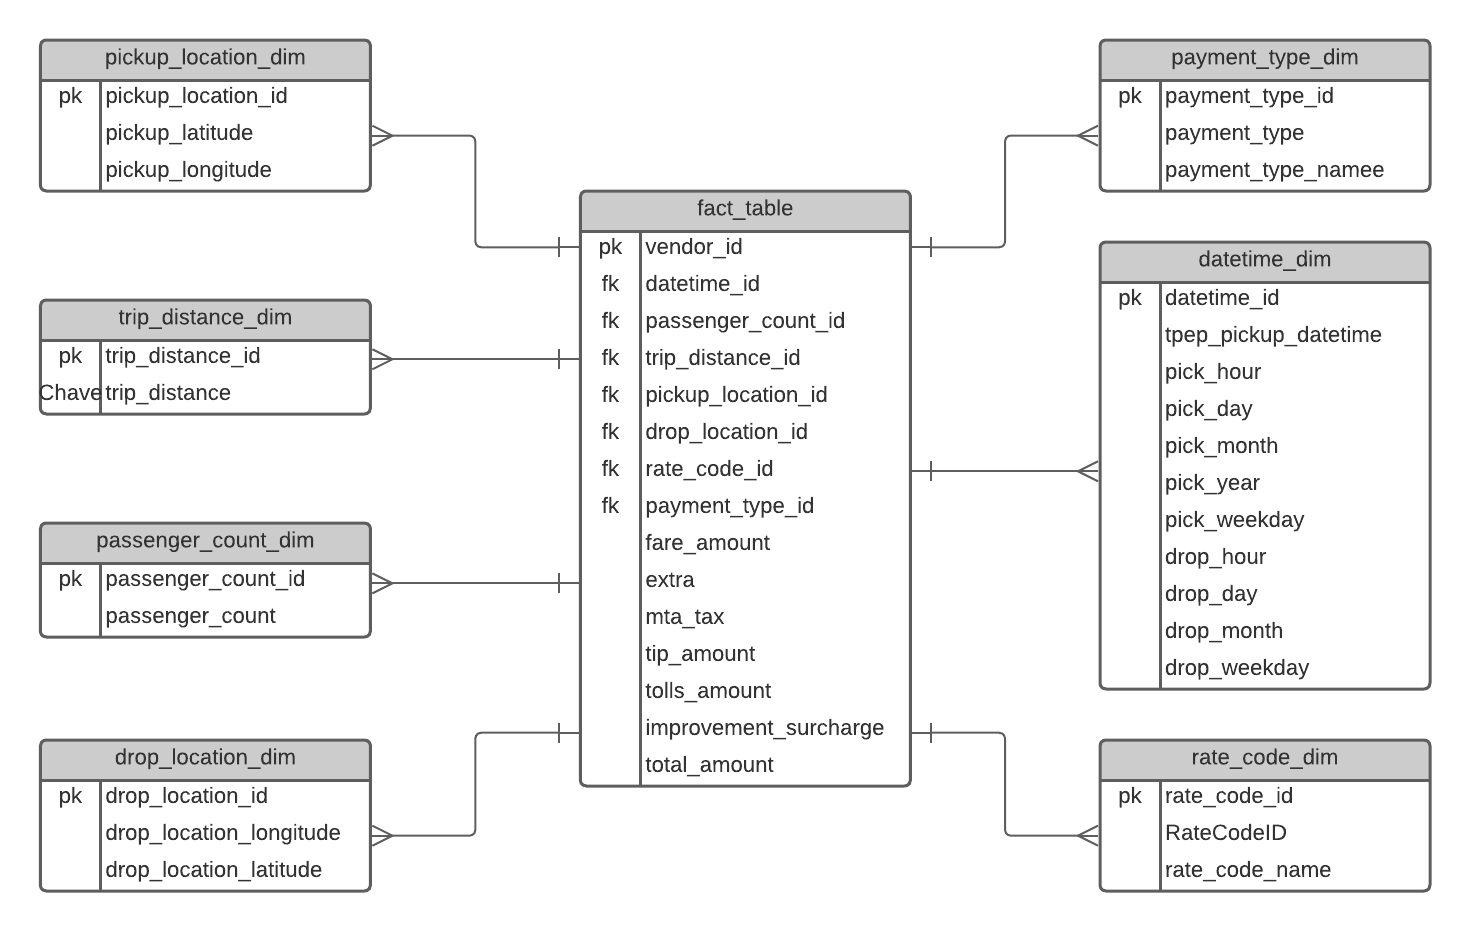 pickup_location_dim
pk pickup_location_id
pickup_latitude
pickup_longitude
trip_distance_dim
pk trip_distance_id
Chave trip_distance
passenger_count_dim
pk passenger_count_id
passenger_count
drop_location_dim
pk drop_location_id
drop_location_longitude
drop_location_latitude
fact_table
pk vendor_id
fk datetime_id
fk passenger_count_id
fk trip_distance_id
fk pickup_location_id
fk drop_location_id
fk rate_code_id
fk payment_type_id
fare_amount
extra
mta_tax
tip_amount
tolls_amount
improvement_surcharge
total_amount
payment_type_dim
pk payment_type_id
payment_type
payment_type_namee
datetime_dim
pk datetime_id
tpep_pickup_datetime
pick_hour
pick_day
pick_month
pick_year
pick_weekday
drop_hour
drop_day
drop_month
drop_weekday
rate_code_dim
pk rate_code_id
RateCodeID
rate_code_name